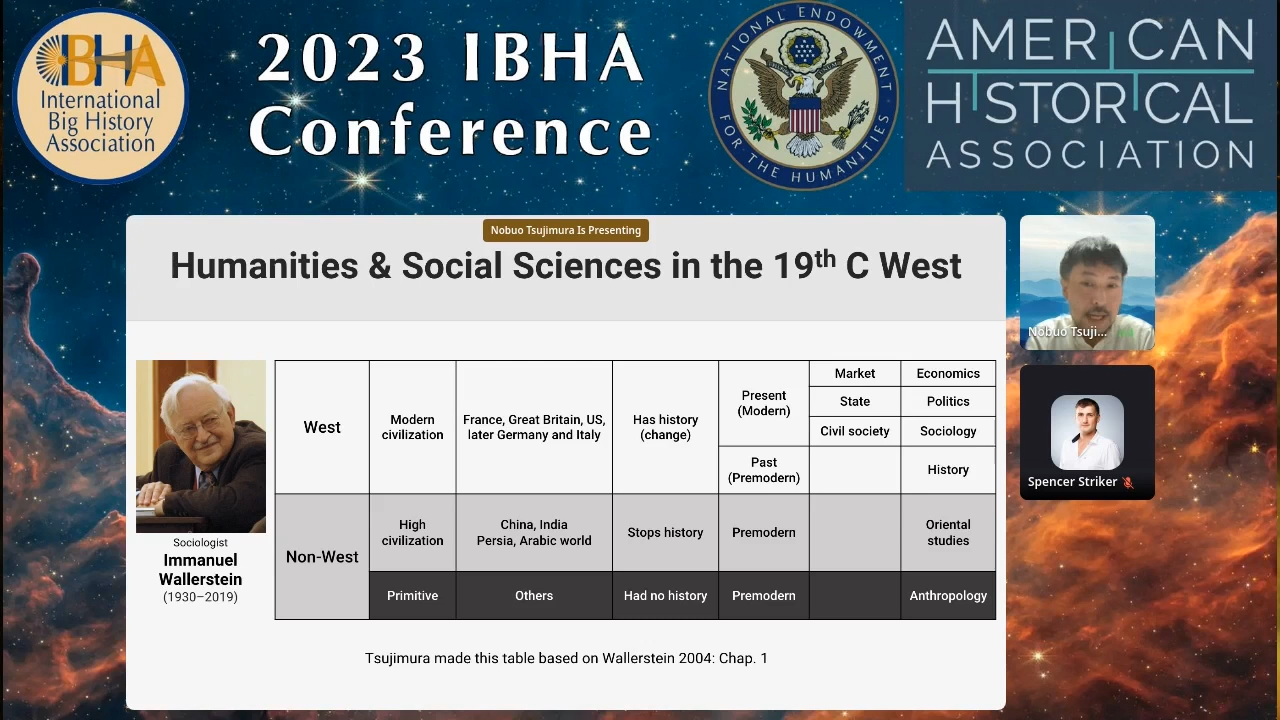 IBHA
International
Big History
Association
2023 IBHA
Conference
NATIONAL ENDOWMENT
FOR THE HUMANITIES
AMERICAN
HISTORICAL
ASSOCIATION
Nobuo Tsujimura Is Presenting
Humanities & Social Sciences in the 19th C West
Sociologist
Immanuel
Wallerstein
(1930–2019)
West
Modern
civilization
France, Great Britain, US,
later Germany and Italy
Has history
(change)
Present
(Modern)
Market
Economics
State
Politics
Civil society
Sociology
Past
(Premodern)
History
Non-West
High
civilization
China, India
Persia, Arabic world
Stops history
Premodern
Oriental
studies
Primitive
Others
Had no history
Premodern
Anthropology
Tsujimura made this table based on Wallerstein 2004: Chap. 1
Nobuo Tsuji...
Spencer Striker